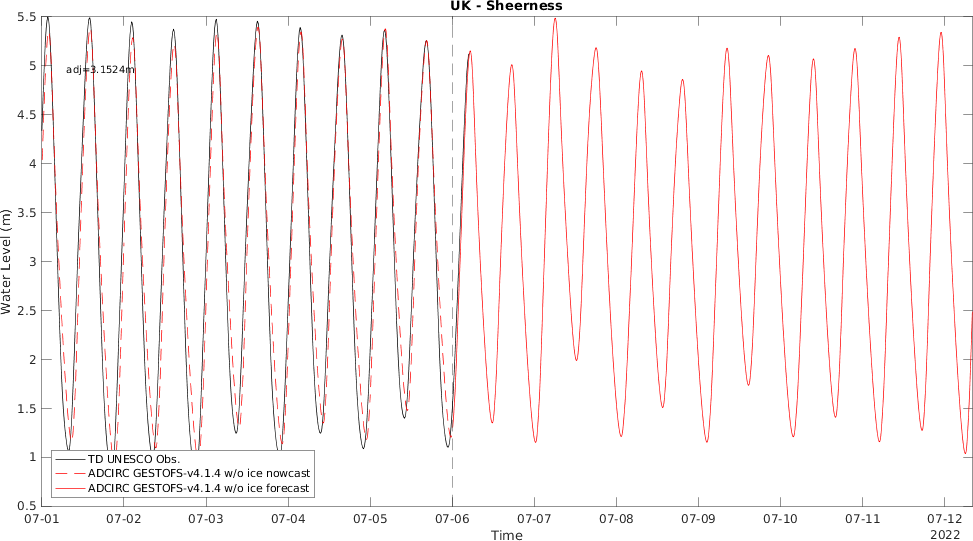 UK - Sheerness
5.5
5
4.5
4
3.5
3
2.5
2
1.5
1
0.5
Water Level (m)
adj=3.1524m
TD UNESCO Obs.
ADCIRC GESTOFS-v4.1.4 w/o ice nowcast
ADCIRC GESTOFS-v4.1.4 w/o ice forecast
07-01 07-02 07-03 07-04 07-05 07-06 07-07 07-08 07-09 07-10 07-11 07-12
Time
2022